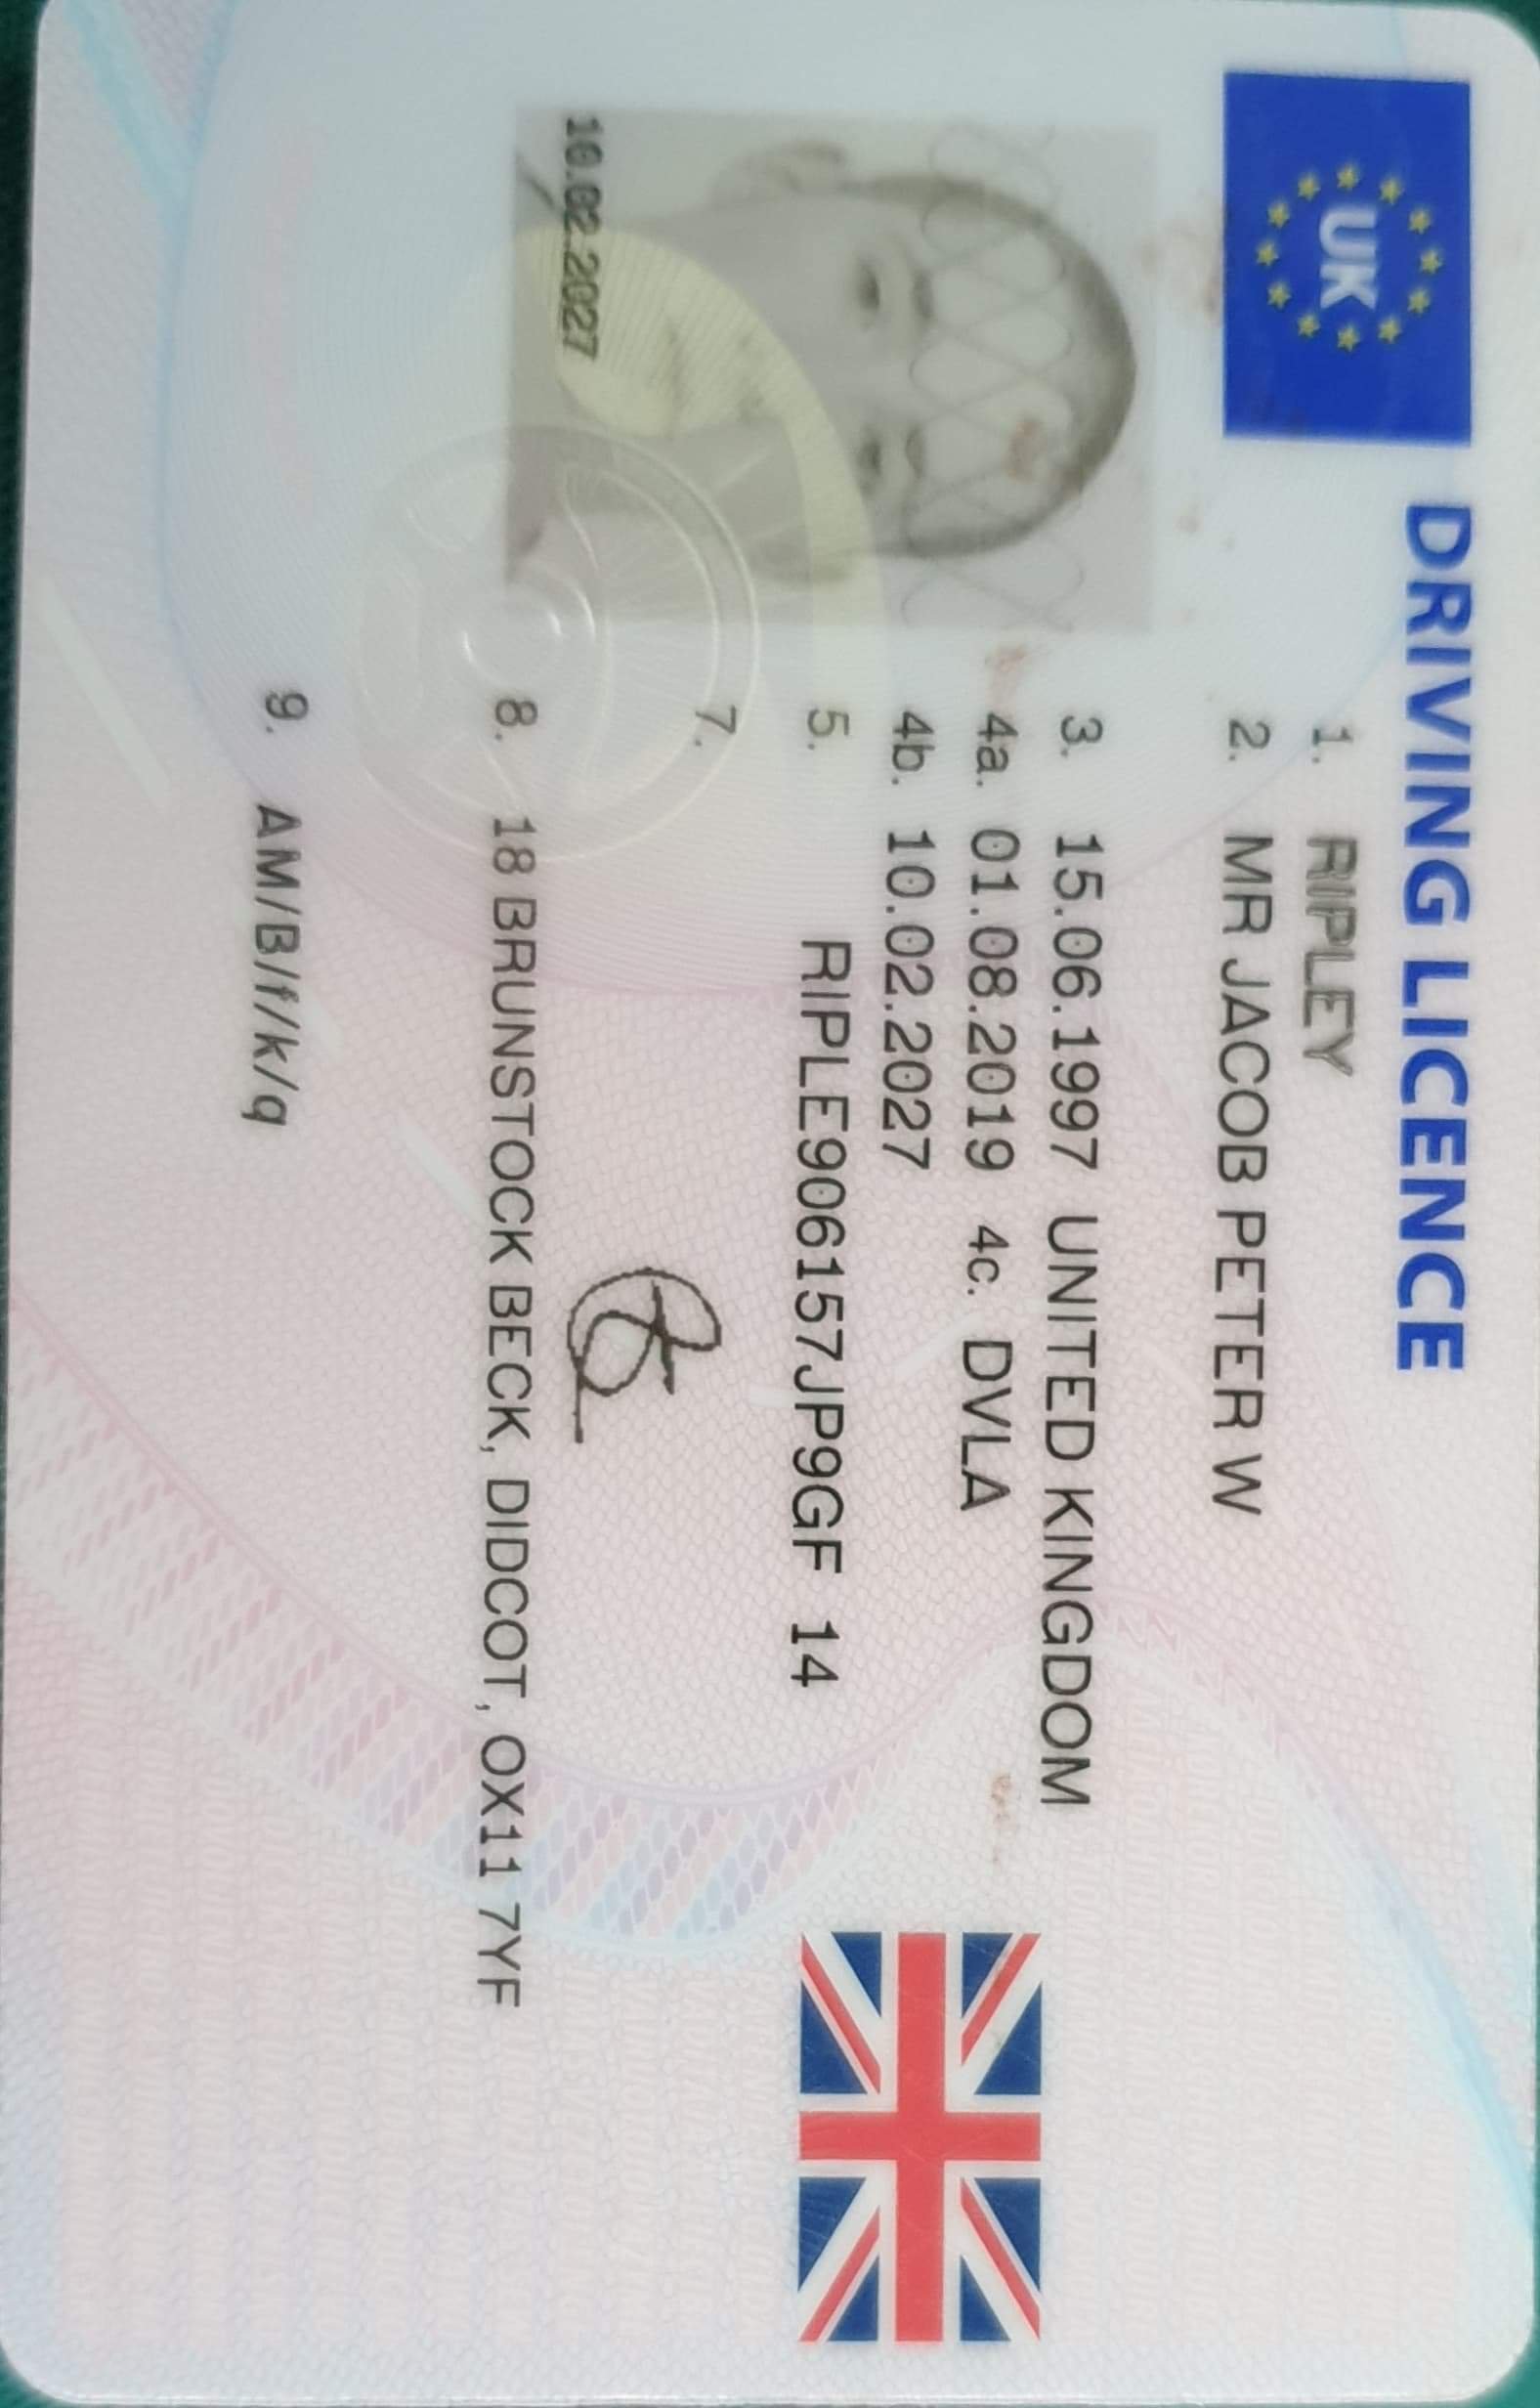 UK
DRIVING LICENCE
1. RIPLEY
2. MR JACOB PETER W
3. 15.06.1997 UNITED KINGDOM
4a. 01.08.2019 4c. DVLA
4b. 10.02.2027
5. RIPLE906157JP9GF 14
10.02.2027
7.
8. 18 BRUNSTOCK BECK, DIDCOT, OX11 7YF
9. AM/B/f/k/q